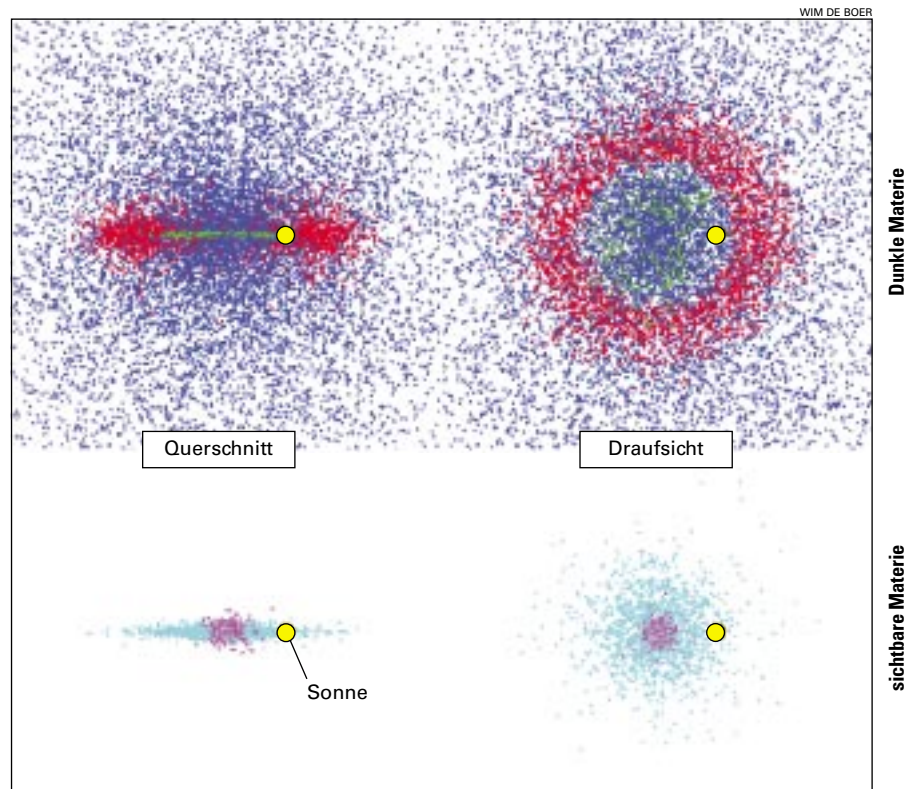 WIM DE BOER
Dunkle Materie
Querschnitt
Draufsicht
sichtbare Materie
Sonne